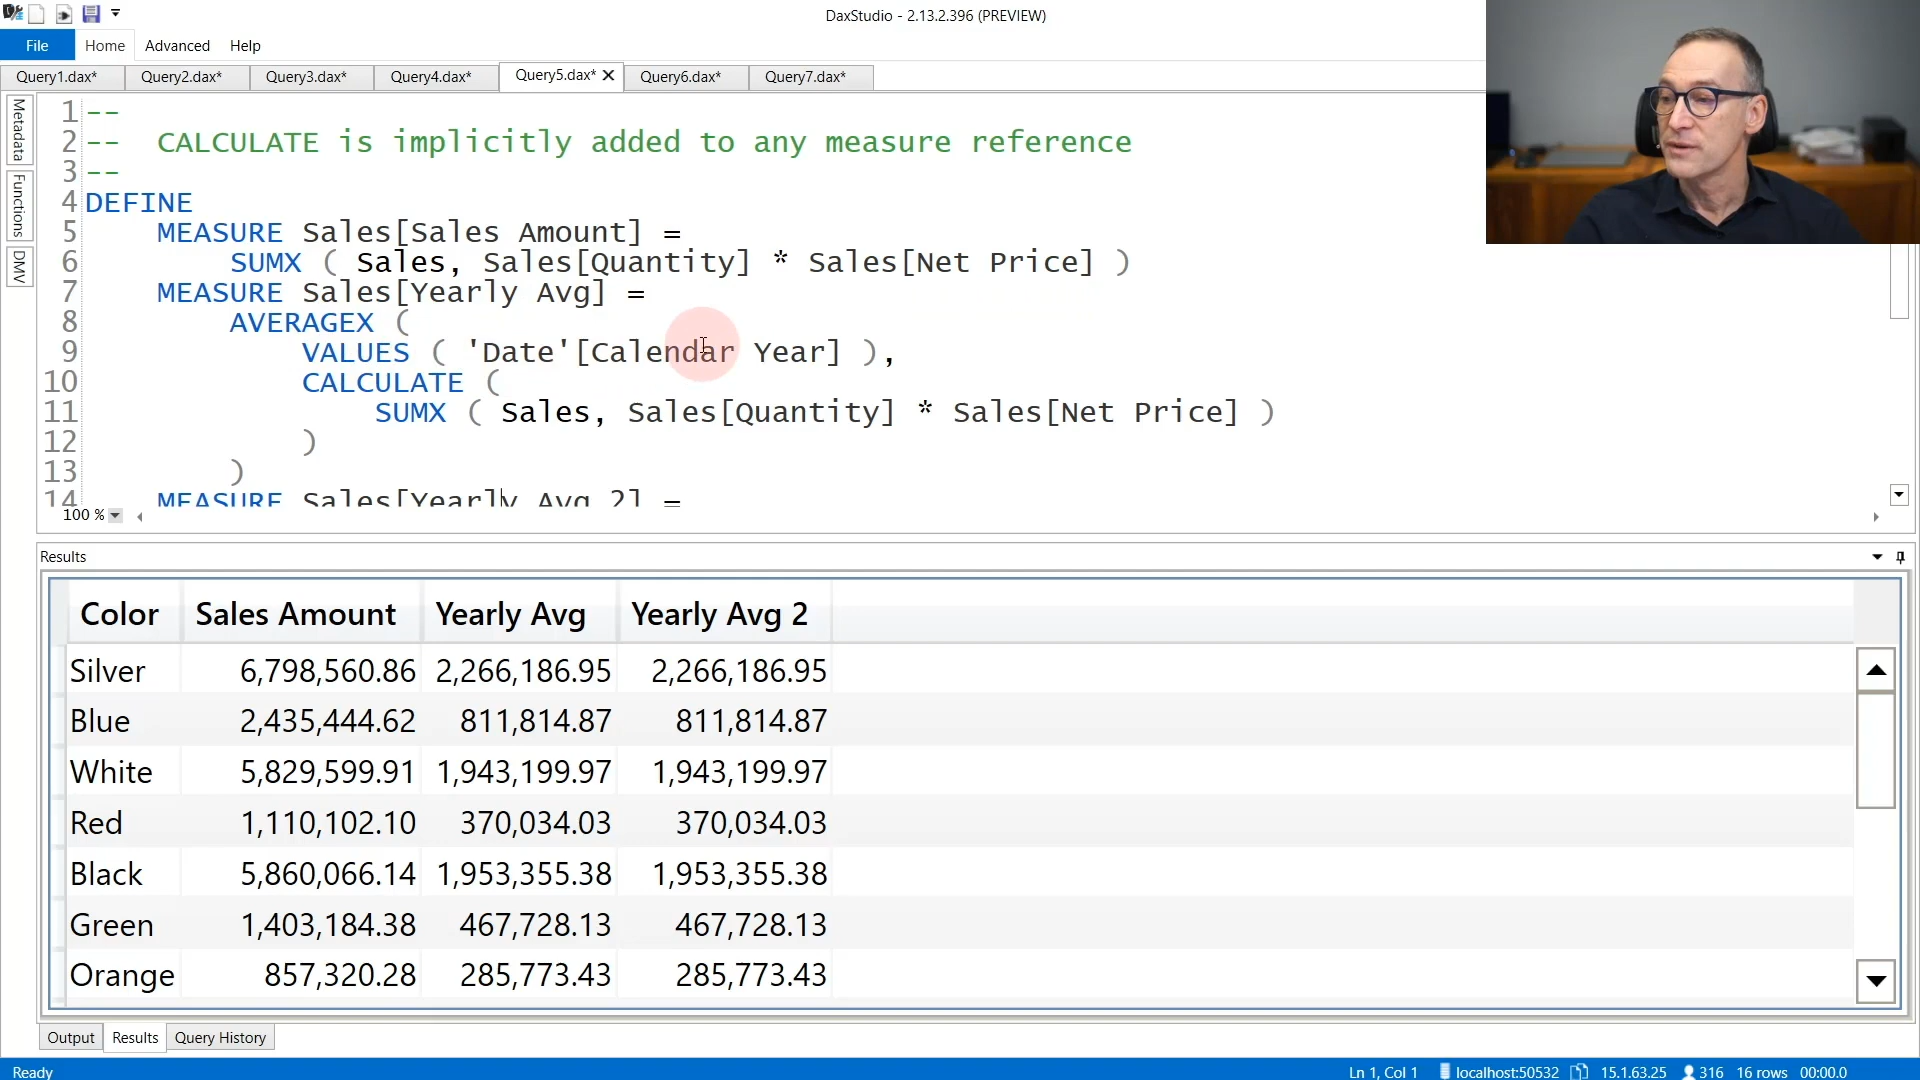 DaxStudio - 2.13.2.396 (PREVIEW)
File Home Advanced Help
Query1.dax* Query2.dax* Query3.dax* Query4.dax* Query5.dax* Query6.dax* Query7.dax*
Metadata
Functions
DMV
1 --
2 -- CALCULATE is implicitly added to any measure reference
3 --
4 DEFINE
5 MEASURE Sales[Sales Amount] =
6 SUMX ( Sales, Sales[Quantity] * Sales[Net Price] )
7 MEASURE Sales[Yearly Avg] =
8 AVERAGEX (
9 VALUES ( 'Date'[Calendar Year] ),
10 CALCULATE (
11 SUMX ( Sales, Sales[Quantity] * Sales[Net Price] )
12 )
13 )
14 MEASURE Sales[Yearly Avg 2] =
100 %
Results
Color Sales Amount Yearly Avg Yearly Avg 2
Silver 6,798,560.86 2,266,186.95 2,266,186.95
Blue 2,435,444.62 811,814.87 811,814.87
White 5,829,599.91 1,943,199.97 1,943,199.97
Red 1,110,102.10 370,034.03 370,034.03
Black 5,860,066.14 1,953,355.38 1,953,355.38
Green 1,403,184.38 467,728.13 467,728.13
Orange 857,320.28 285,773.43 285,773.43
Output Results Query History
Ready Ln 1, Col 1 localhost:50532 15.1.63.25 316 16 rows 00:00.0